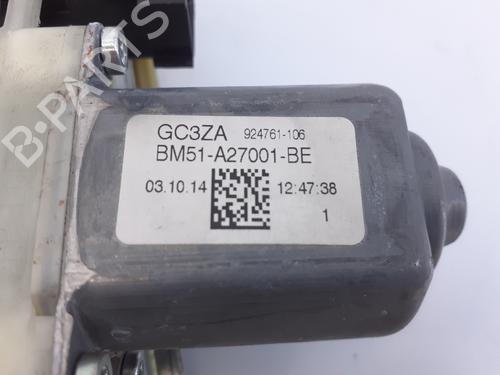 B-PARTS
GC3ZA 924761-106
BM51-A27001-BE
03.10.14 12:47:38
1